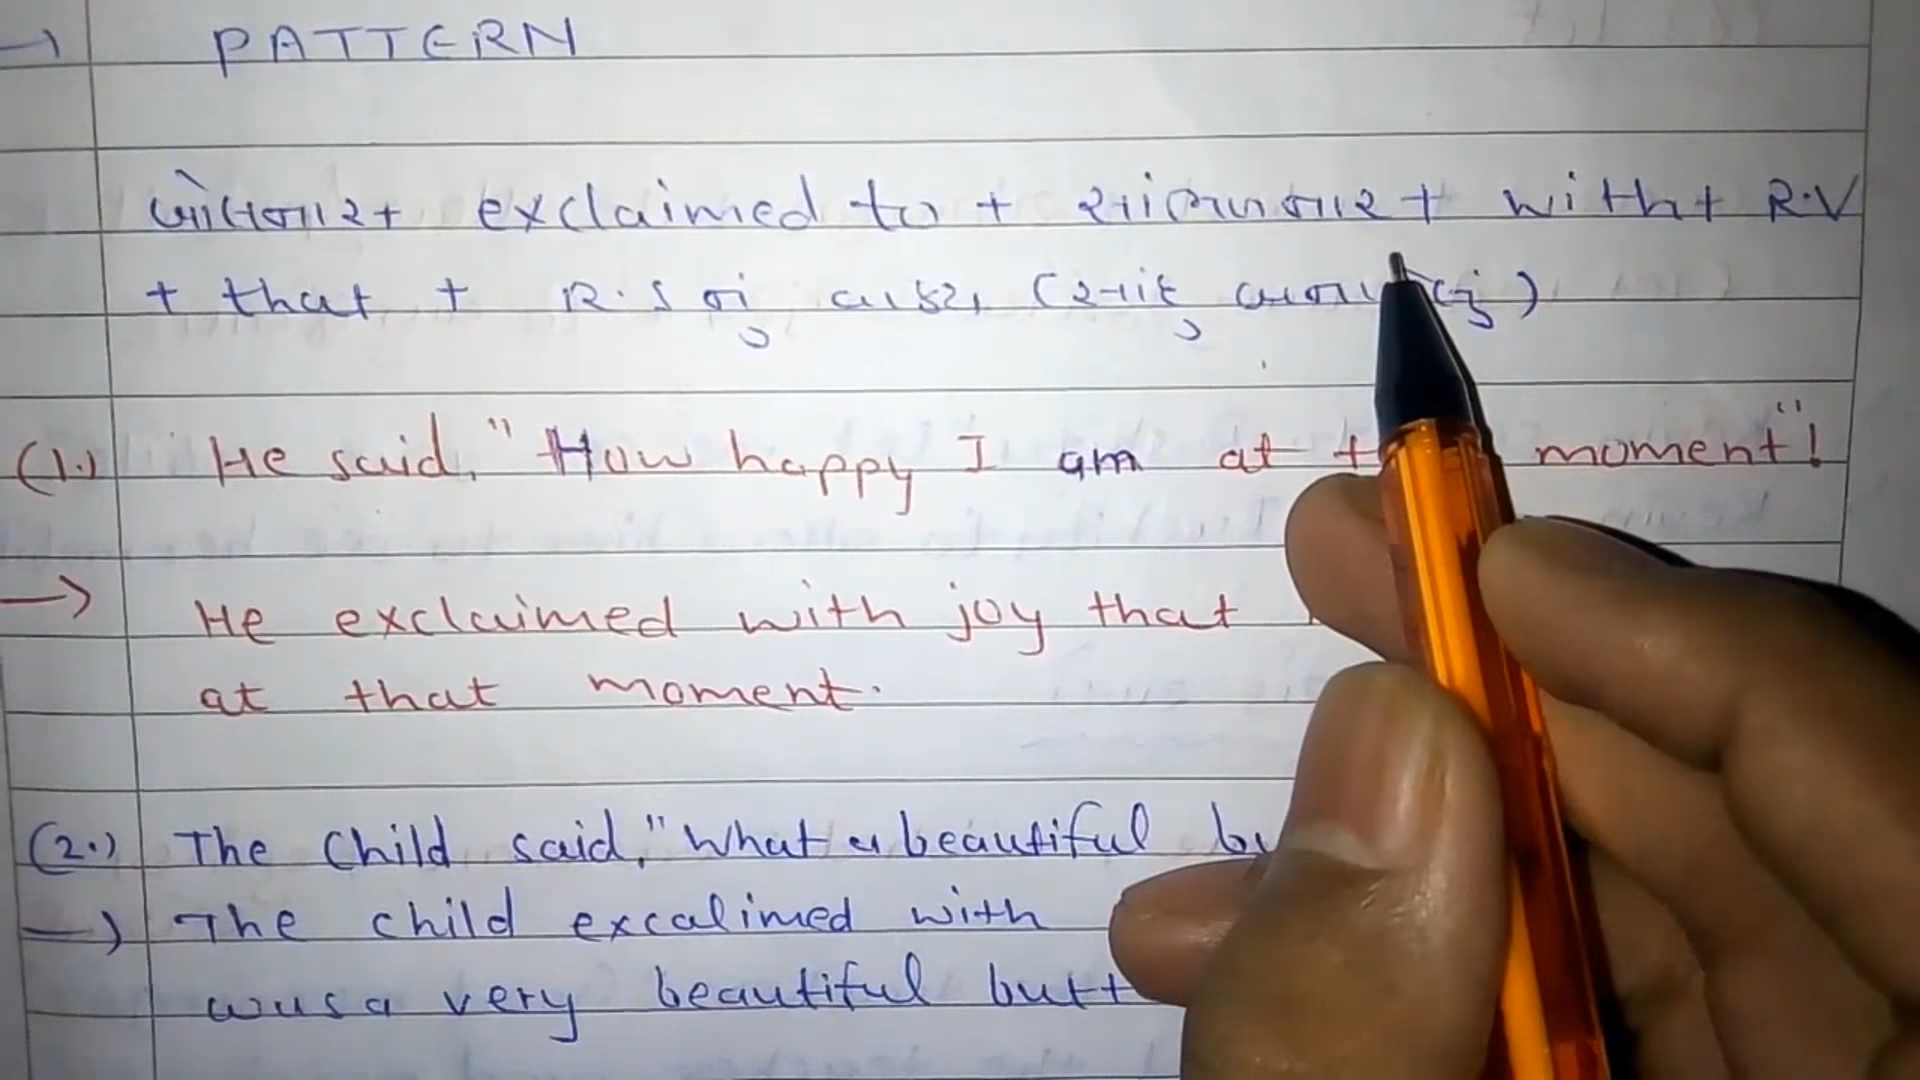 PATTERN
બોલનાર + exclaimed to + સાંભળનાર + with + R.V
+ that + R.S નું વાક્ય (સાદું
(1.) He said, "How happy I am at moment"!
He exclaimed with joy that
at that moment.
(2.) The Child said, "What a beautiful
The child excalimed with
was a very beautiful butt